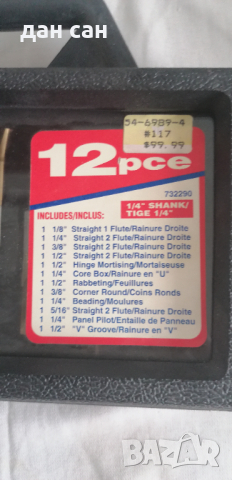 дан сан
54-6989-4
#117
$99.99
12pce
732290
1/4" SHANK/
TIGE 1/4"
INCLUDES/INCLUS:
1 1/8" Straight 1 Flute/Rainure Droite
1 1/4" Straight 2 Flute/Rainure Droite
1 3/8" Straight 2 Flute/Rainure Droite
1 1/2" Straight 2 Flute/Rainure Droite
1 1/2" Hinge Mortising/Mortaiseuse
1 1/4" Core Box/Rainure en "U"
1 1/2" Rabbeting/Feuillures
1 3/8" Corner Round/Coins Ronds
1 1/4" Beading/Moulures
1 5/16" Straight 2 Flute/Rainure Droite
1 1/4" Panel Pilot/Entaille de Panneau
1 1/2" "V" Groove/Rainure en "V"
BAZAR